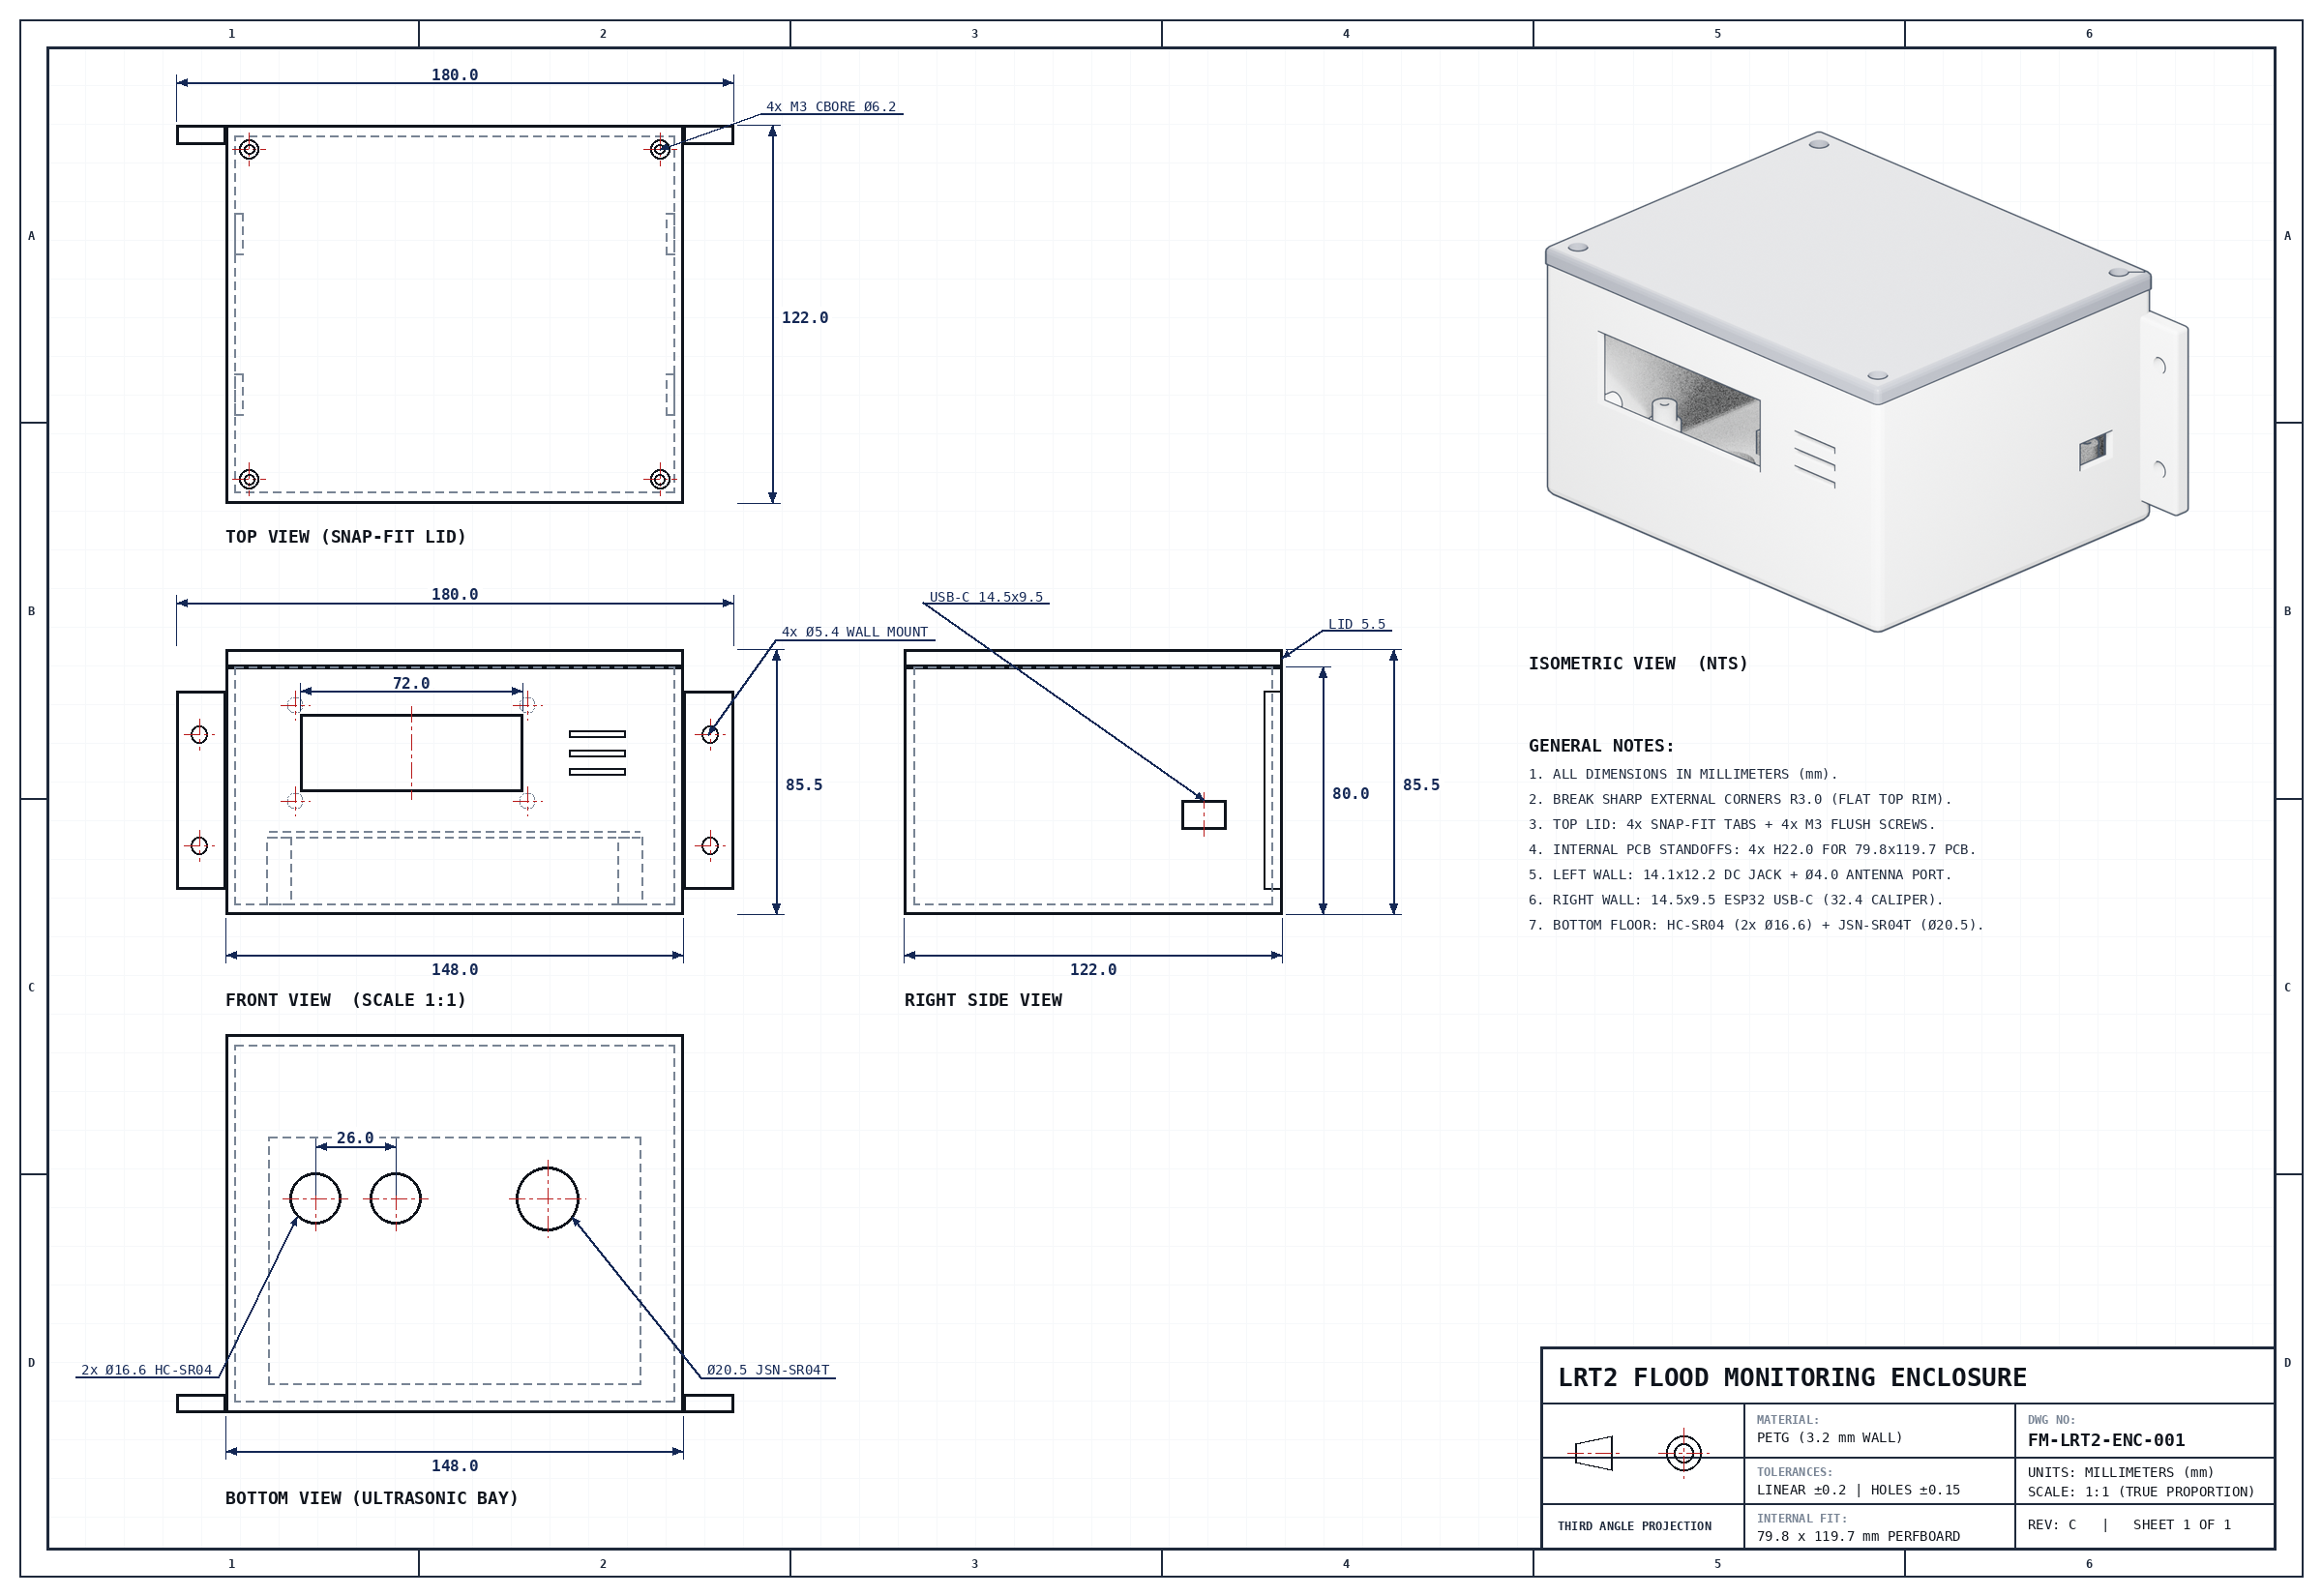 1 2 3 4 5 6
A A
B B
C C
D D
180.0
4x M3 CBORE Ø6.2
122.0
TOP VIEW (SNAP-FIT LID)
180.0
4x Ø5.4 WALL MOUNT
72.0
85.5
148.0
FRONT VIEW (SCALE 1:1)
USB-C 14.5x9.5
LID 5.5
80.0
85.5
122.0
RIGHT SIDE VIEW
ISOMETRIC VIEW (NTS)
GENERAL NOTES:
1. ALL DIMENSIONS IN MILLIMETERS (mm).
2. BREAK SHARP EXTERNAL CORNERS R3.0 (FLAT TOP RIM).
3. TOP LID: 4x SNAP-FIT TABS + 4x M3 FLUSH SCREWS.
4. INTERNAL PCB STANDOFFS: 4x H22.0 FOR 79.8x119.7 PCB.
5. LEFT WALL: 14.1x12.2 DC JACK + Ø4.0 ANTENNA PORT.
6. RIGHT WALL: 14.5x9.5 ESP32 USB-C (32.4 CALIPER).
7. BOTTOM FLOOR: HC-SR04 (2x Ø16.6) + JSN-SR04T (Ø20.5).
26.0
2x Ø16.6 HC-SR04
Ø20.5 JSN-SR04T
148.0
BOTTOM VIEW (ULTRASONIC BAY)
LRT2 FLOOD MONITORING ENCLOSURE
MATERIAL:
PETG (3.2 mm WALL)
DWG NO:
FM-LRT2-ENC-001
TOLERANCES:
LINEAR ±0.2 | HOLES ±0.15
UNITS: MILLIMETERS (mm)
SCALE: 1:1 (TRUE PROPORTION)
THIRD ANGLE PROJECTION
INTERNAL FIT:
79.8 x 119.7 mm PERFBOARD
REV: C | SHEET 1 OF 1
1 2 3 4 5 6